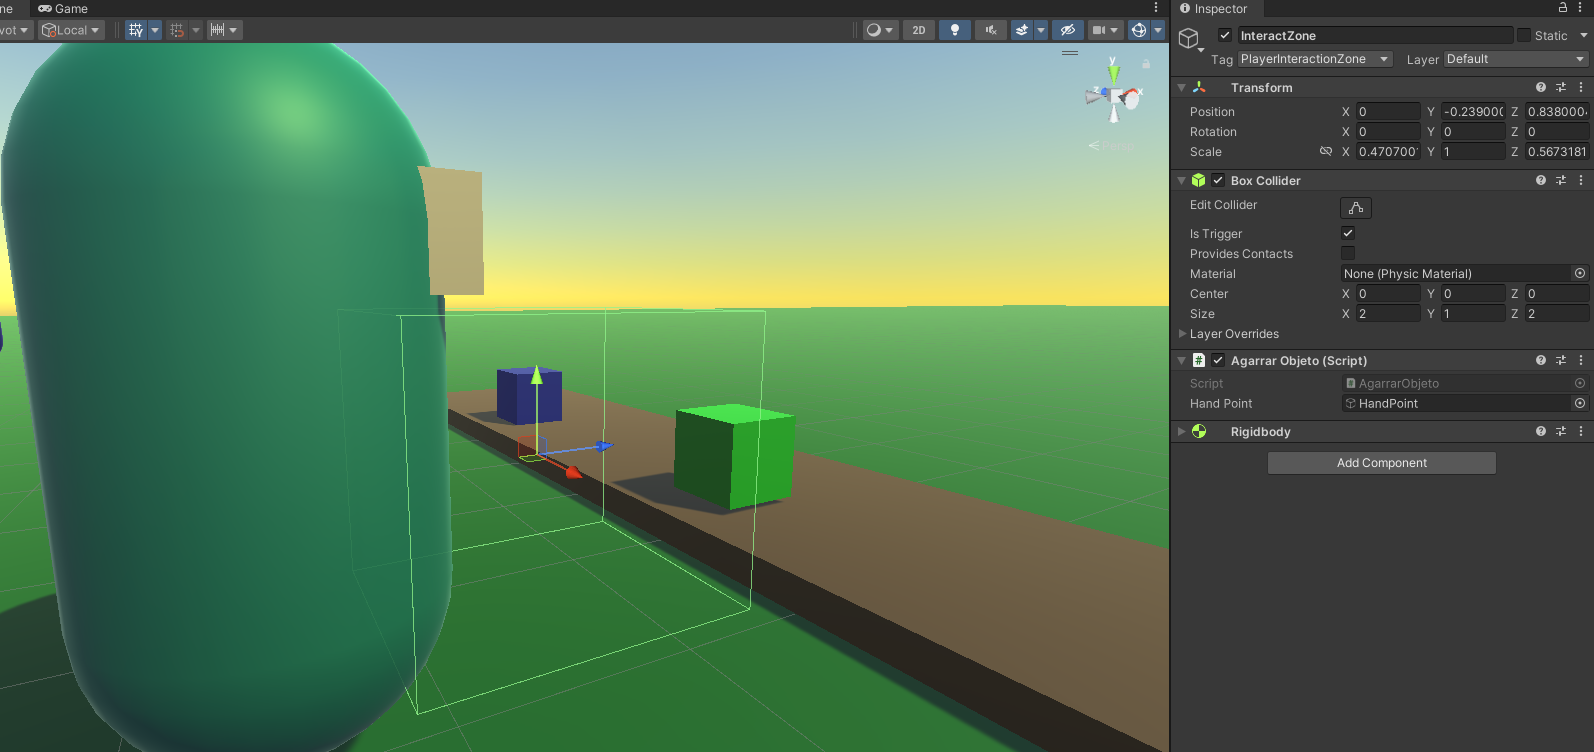 ne Game
vot Local 2D
y
z x
Persp
Inspector
InteractZone Static
Tag PlayerInteractionZone Layer Default
Transform
Position X 0 Y -0.239000 Z 0.8380004
Rotation X 0 Y 0 Z 0
Scale X 0.470700 Y 1 Z 0.5673181
Box Collider
Edit Collider
Is Trigger
Provides Contacts
Material None (Physic Material)
Center X 0 Y 0 Z 0
Size X 2 Y 1 Z 2
Layer Overrides
# Agarrar Objeto (Script)
Script AgarrarObjeto
Hand Point HandPoint
Rigidbody
Add Component